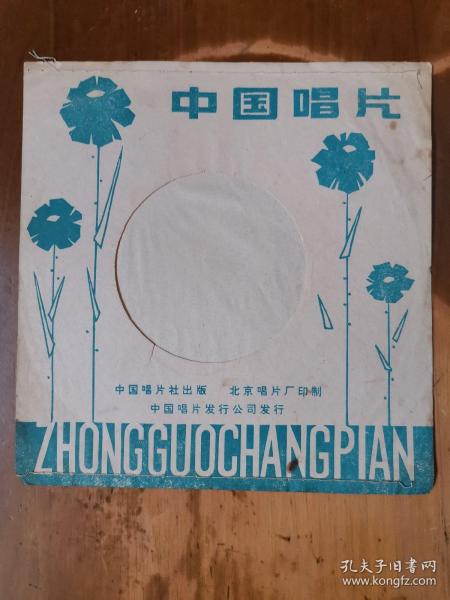 中国唱片
中国唱片社出版 北京唱片厂印制
中国唱片发行公司发行
ZHONGGUOCHANGPIAN
孔夫子旧书网
www.kongfz.com